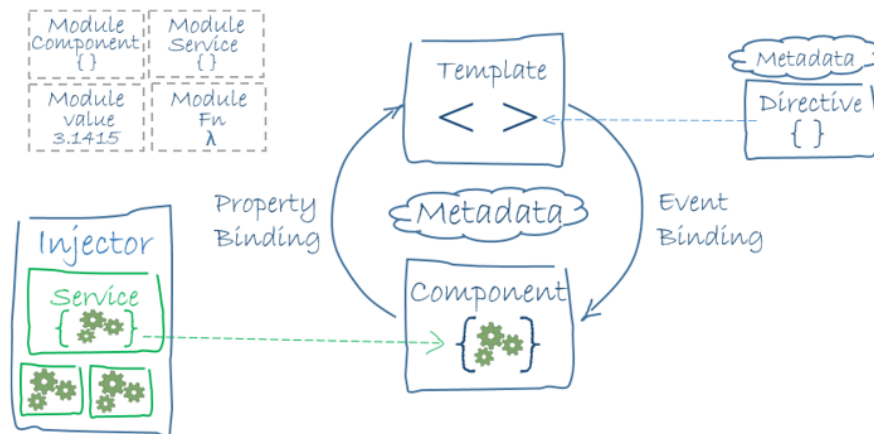 Module
Component
{ }
Module
Service
{ }
Module
value
3.1415
Module
Fn
λ
Template
< >
Metadata
Directive
{ }
Property
Binding
Metadata
Event
Binding
Injector
Service
{ }
Component
{ }